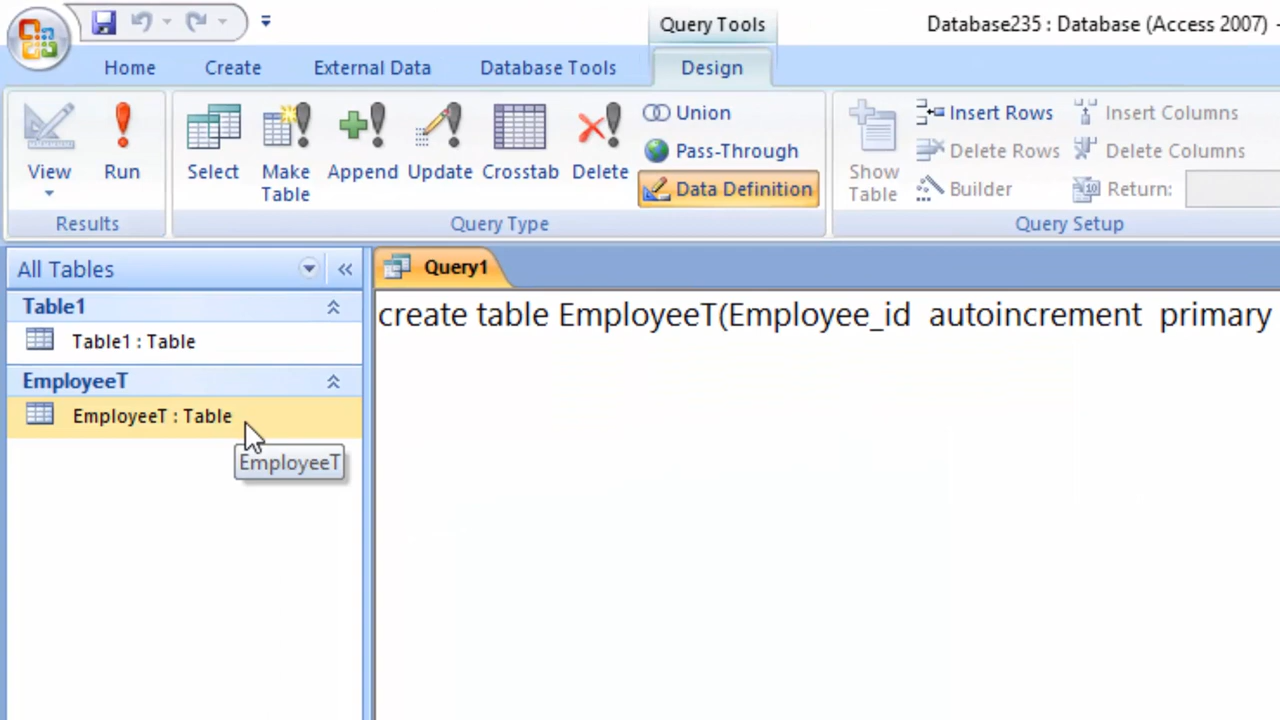 Query Tools
Database235 : Database (Access 2007) -
Home Create External Data Database Tools Design
View
Run
Results
Select
Make Table
Append
Update
Crosstab
Delete
Union
Pass-Through
Data Definition
Query Type
Show Table
Insert Rows
Delete Rows
Builder
Insert Columns
Delete Columns
Return:
Query Setup
All Tables
Table1
Table1 : Table
EmployeeT
EmployeeT : Table
EmployeeT
Query1
create table EmployeeT(Employee_id autoincrement primary